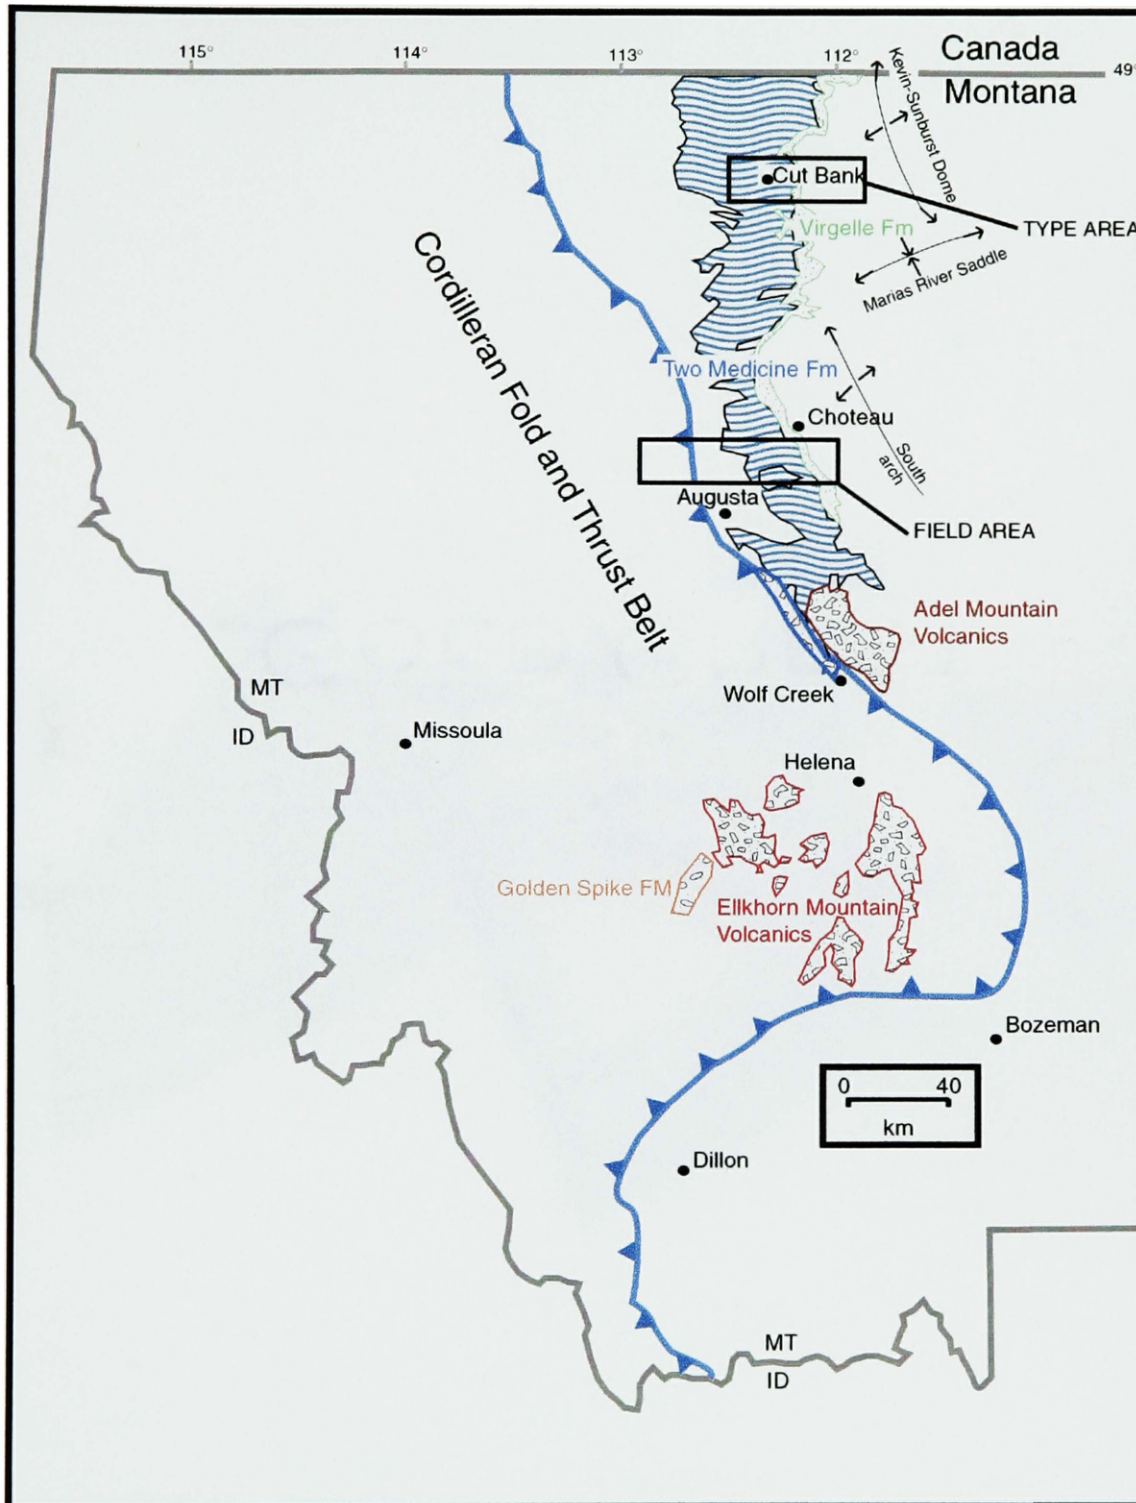 115°
114°
113°
112°
Canada
49°
Montana
Kevin-Sunburst Dome
Cut Bank
TYPE AREA
Virgelle Fm
Marias River Saddle
Cordilleran Fold and Thrust Belt
Two Medicine Fm
Choteau
South
arch
Augusta
FIELD AREA
Adel Mountain
Volcanics
MT
ID
Wolf Creek
Missoula
Helena
Golden Spike FM
Ellkhorn Mountain
Volcanics
Bozeman
0 40
km
Dillon
MT
ID